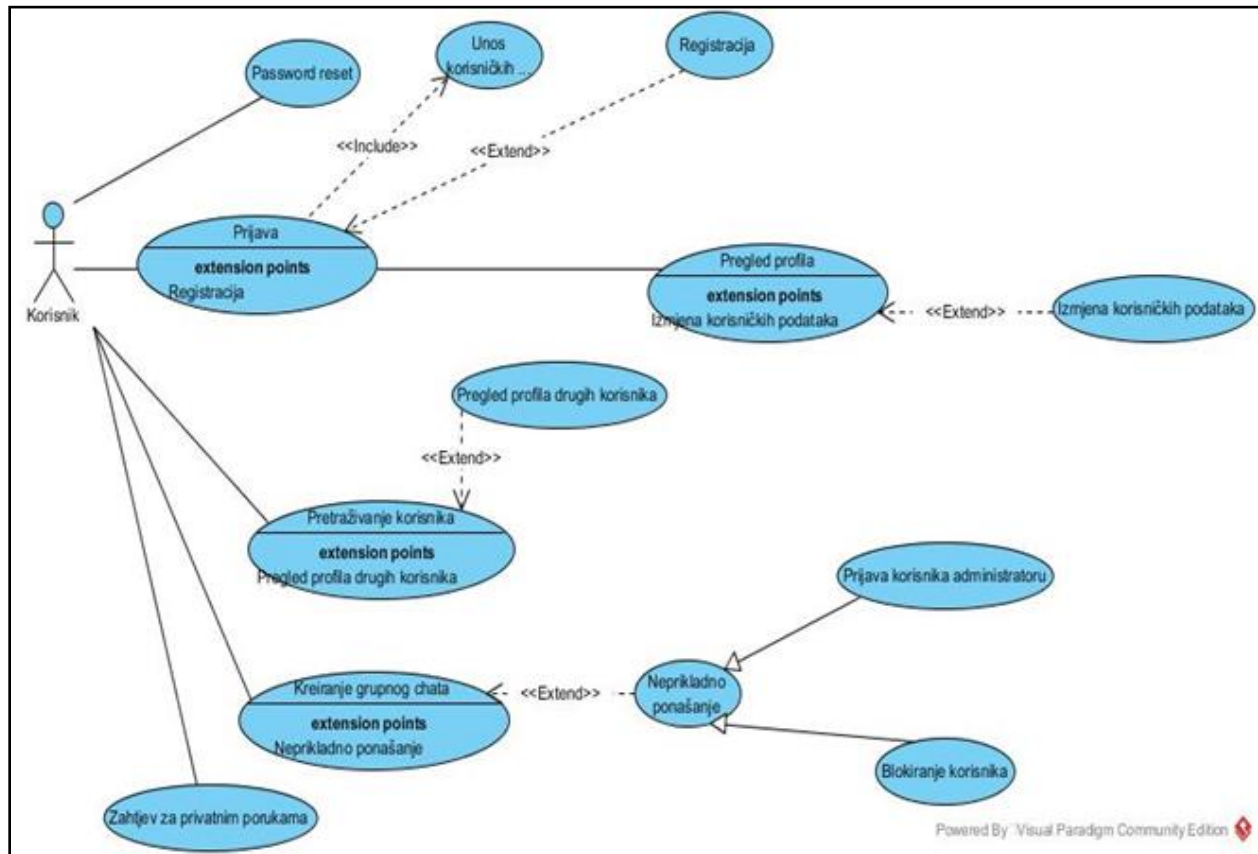 Unos
korisničkih ...
Registracija
Password reset
<<Include>>
<<Extend>>
Prijava
extension points
Registracija
Korisnik
Pregled profila
extension points
Izmjena korisničkih podataka
<<Extend>>
Izmjena korisničkih podataka
Pregled profila drugih korisnika
<<Extend>>
Pretraživanje korisnika
extension points
Pregled profila drugih korisnika
Prijava korisnika administratoru
Kreiranje grupnog chata
extension points
Neprikladno ponašanje
<<Extend>>
Neprikladno
ponašanje
Blokiranje korisnika
Zahtjev za privatnim porukama
Powered By Visual Paradigm Community Edition